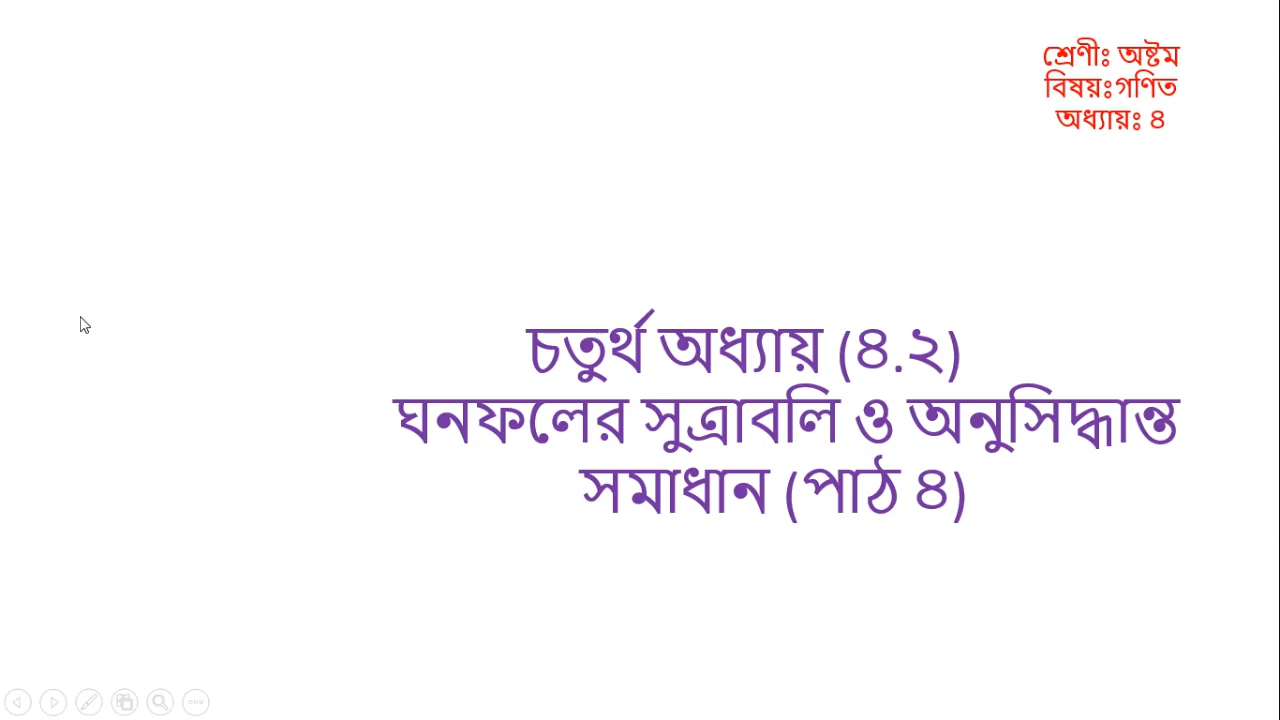 শ্রেণীঃ অষ্টম
বিষয়ঃগণিত
অধ্যায়ঃ ৪
চতুর্থ অধ্যায় (৪.২)
ঘনফলের সুত্রাবলি ও অনুসিদ্ধান্ত
সমাধান (পাঠ ৪)